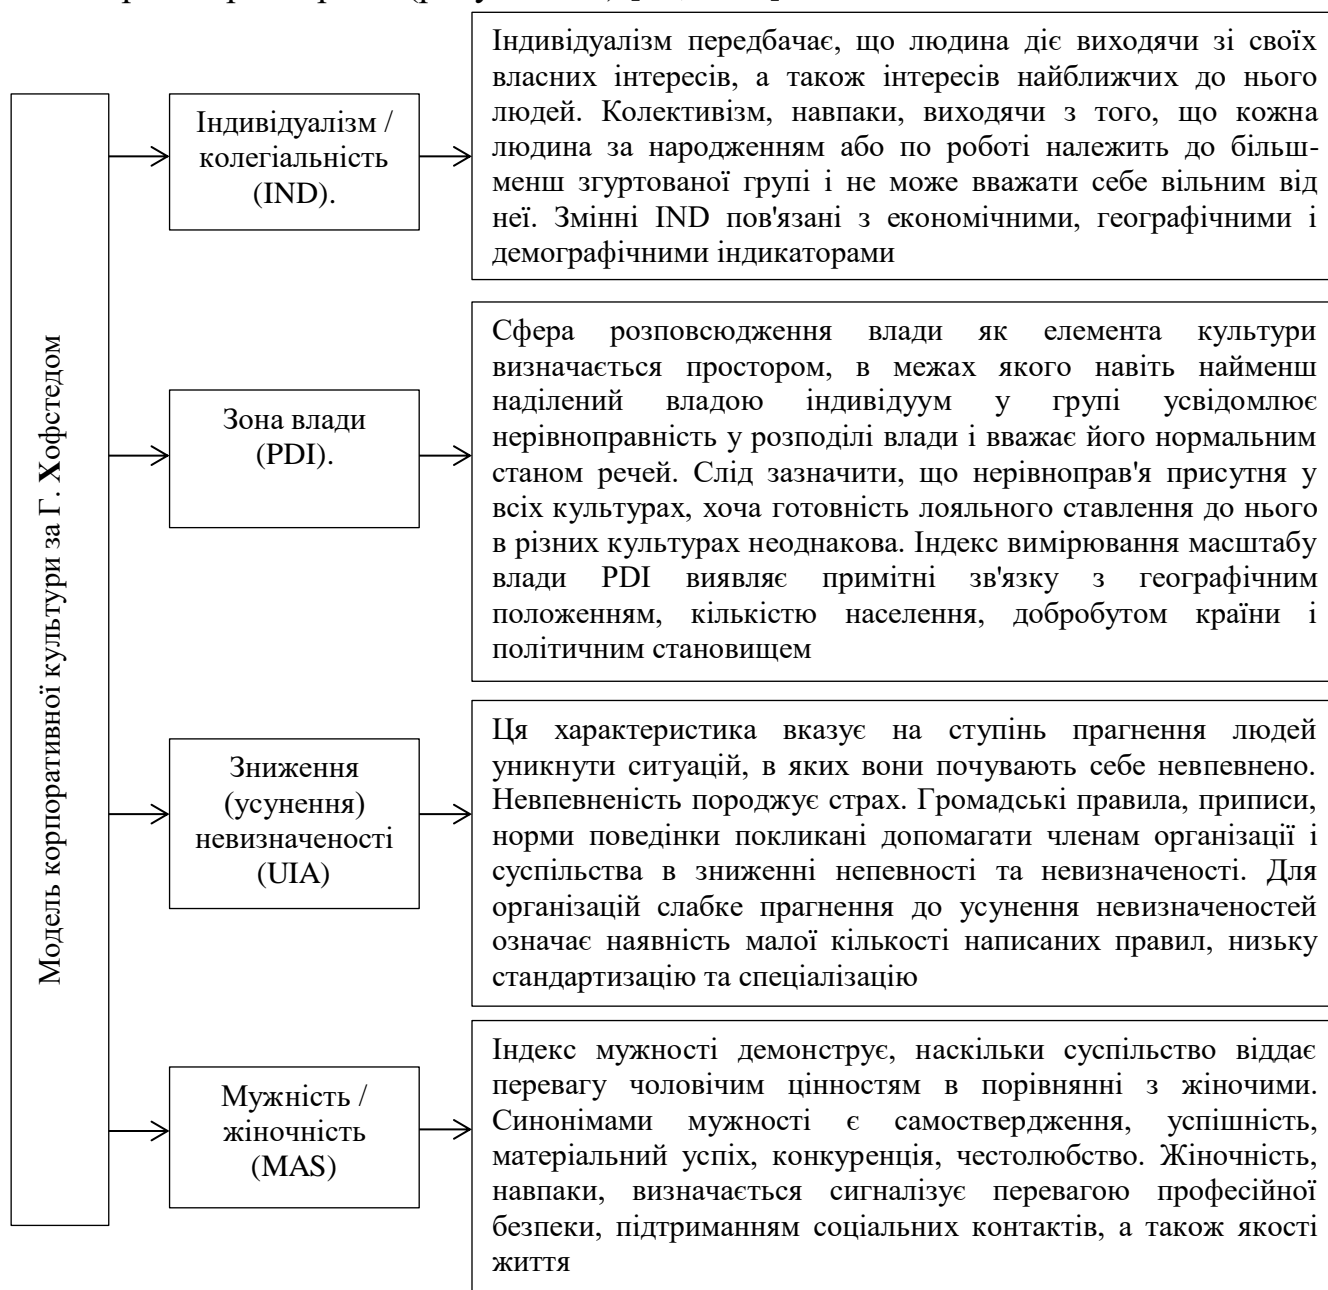 Модель корпоративної культури за Г. Хофстедом
Індивідуалізм /
колегіальність
(IND).
Індивідуалізм передбачає, що людина діє виходячи зі своїх
власних інтересів, а також інтересів найближчих до нього
людей. Колективізм, навпаки, виходячи з того, що кожна
людина за народженням або по роботі належить до більш-
менш згуртованої групі і не може вважати себе вільним від
неї. Змінні IND пов'язані з економічними, географічними і
демографічними індикаторами
Зона влади
(PDI).
Сфера розповсюдження влади як елемента культури
визначається простором, в межах якого навіть найменш
наділений владою індивідуум у групі усвідомлює
нерівноправність у розподілі влади і вважає його нормальним
станом речей. Слід зазначити, що нерівноправ'я присутня у
всіх культурах, хоча готовність лояльного ставлення до нього
в різних культурах неоднакова. Індекс вимірювання масштабу
влади PDI виявляє примітні зв'язку з географічним
положенням, кількістю населення, добробутом країни і
політичним становищем
Зниження
(усунення)
невизначеності
(UIA)
Ця характеристика вказує на ступінь прагнення людей
уникнути ситуацій, в яких вони почувають себе невпевнено.
Невпевненість породжує страх. Громадські правила, приписи,
норми поведінки покликані допомагати членам організації і
суспільства в зниженні непевності та невизначеності. Для
організацій слабке прагнення до усунення невизначеностей
означає наявність малої кількості написаних правил, низьку
стандартизацію та спеціалізацію
Мужність /
жіночність
(MAS)
Індекс мужності демонструє, наскільки суспільство віддає
перевагу чоловічим цінностям в порівнянні з жіночими.
Синонімами мужності є самоствердження, успішність,
матеріальний успіх, конкуренція, честолюбство. Жіночність,
навпаки, визначається сигналізує перевагою професійної
безпеки, підтриманням соціальних контактів, а також якості
життя